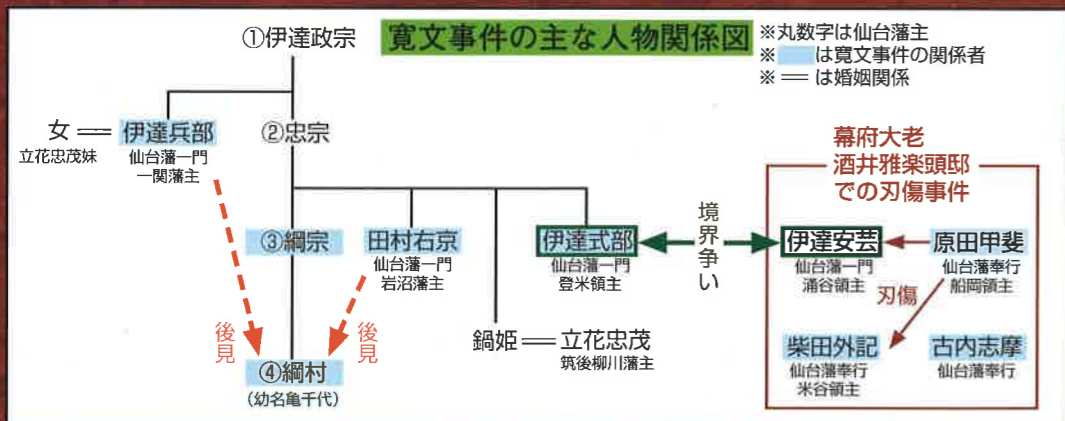 寛文事件の主な人物関係図
※丸数字は仙台藩主
※　は寛文事件の関係者
※＝は婚姻関係
①伊達政宗
女
立花忠茂妹
伊達兵部
仙台藩一門
一関藩主
②忠宗
③綱宗
田村右京
仙台藩一門
岩沼藩主
伊達式部
仙台藩一門
登米領主
境界争い
後見
後見
④綱村
（幼名亀千代）
鍋姫
立花忠茂
筑後柳川藩主
幕府大老
酒井雅楽頭邸
での刃傷事件
伊達安芸
仙台藩一門
涌谷領主
原田甲斐
仙台藩奉行
船岡領主
刃傷
柴田外記
仙台藩奉行
米谷領主
古内志摩
仙台藩奉行